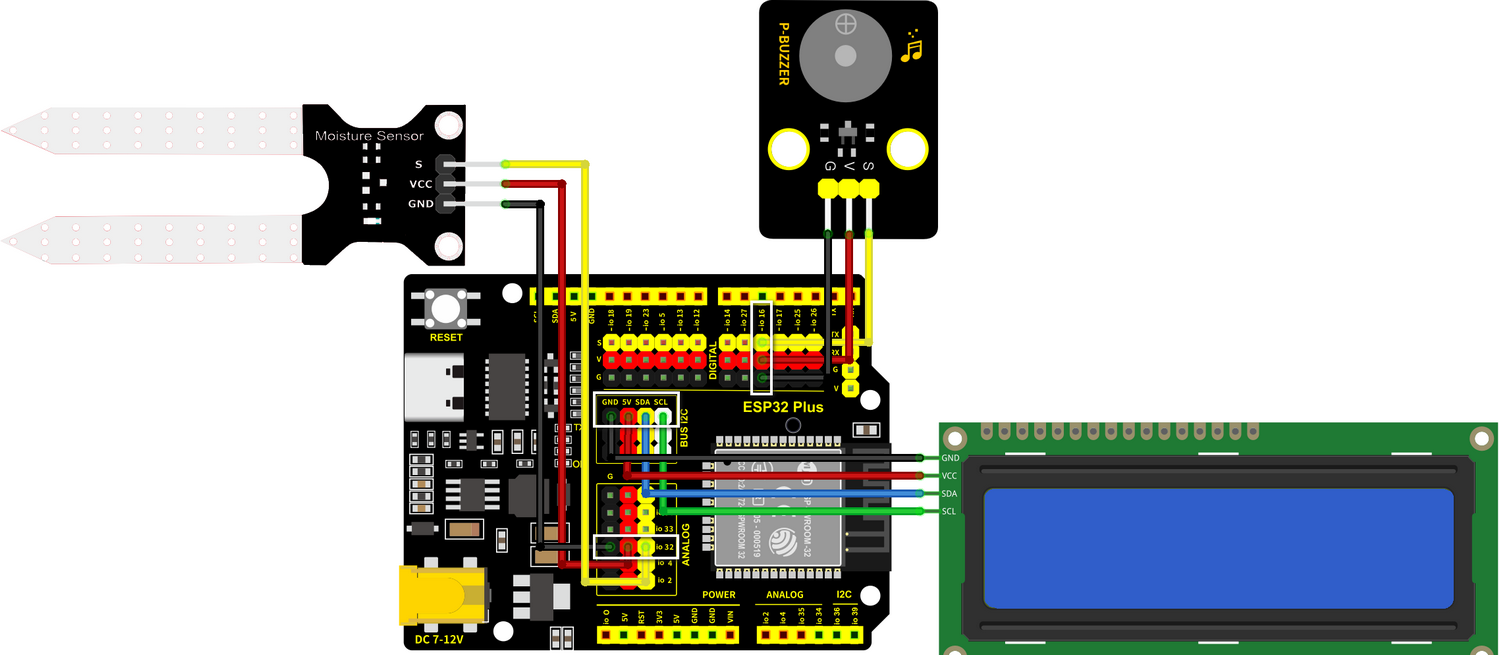 P-BUZZER
G V S
Moisture Sensor
S
VCC
GND
RESET
SDA
5V
GND
io 18
io 19
io 23
io 5
io 13
io 12
io 14
io 27
io 16
io 17
io 25
io 26
TX
RX
G
V
S
V
G
DIGITAL
ESP32 Plus
GND 5V SDA SCL
BUS I2C
G
io 33
io 32
io 4
io 2
ANALOG
DC 7-12V
POWER
ANALOG
I2C
io 0
5V
RST
3V3
5V
GND
GND
VIN
io 2
io 4
io 35
io 34
io 36
io 39
GND
VCC
SDA
SCL